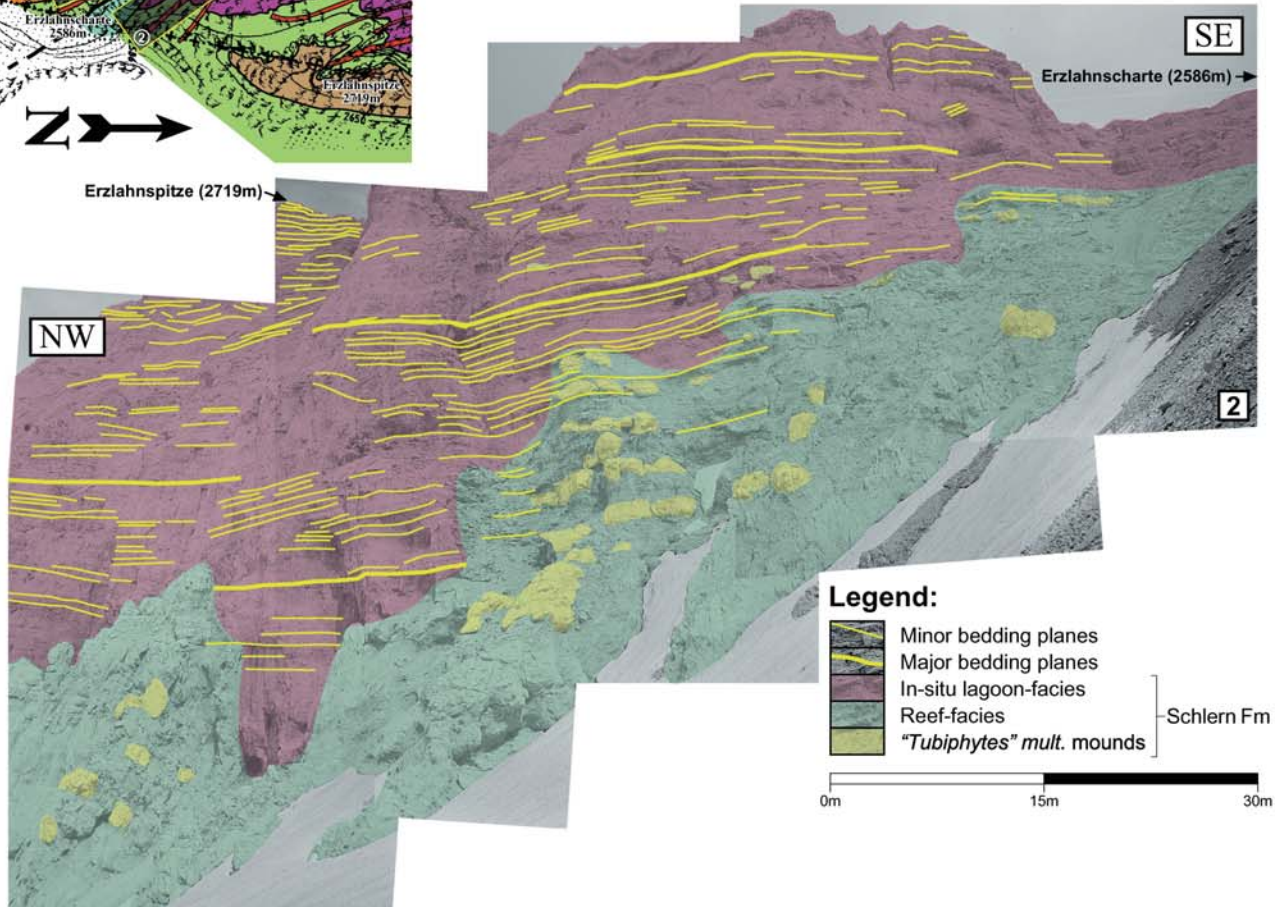 Erzlahnscharte
2586m
2
Erzlahnspitze
2719m
2650
N
SE
Erzlahnscharte (2586m)
Erzlahnspitze (2719m)
NW
2
Legend:
Minor bedding planes
Major bedding planes
In-situ lagoon-facies
Reef-facies
"Tubiphytes" mult. mounds
Schlern Fm
0m
15m
30m